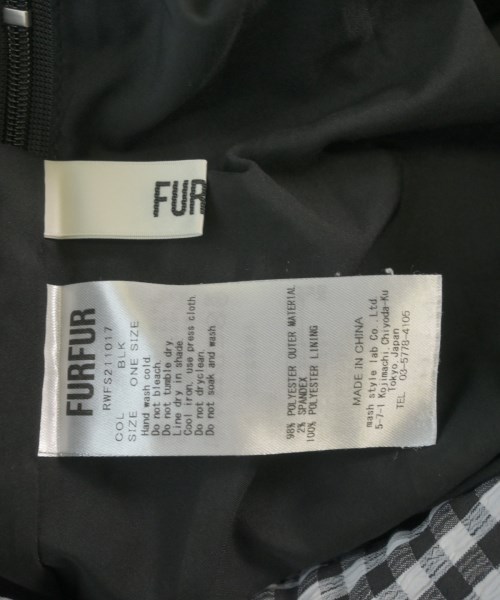 FUR
FURFUR
RWFS211017
COL BLK
SIZE ONE SIZE
Hand wash cold.
Do not bleach.
Do not tumble dry
Line dry in shade.
Cool iron, use press cloth
Do not dryclean.
Do not soak and wash
98% POLYESTER OUTER MATERIAL
2% SPANDEX
100% POLYESTER LINING
MADE IN CHINA
mash style lab Co.,Ltd.
5-7-1 Kojimachi,Chiyoda-Ku
Tokyo,Japan
TEL 03-5778-4105